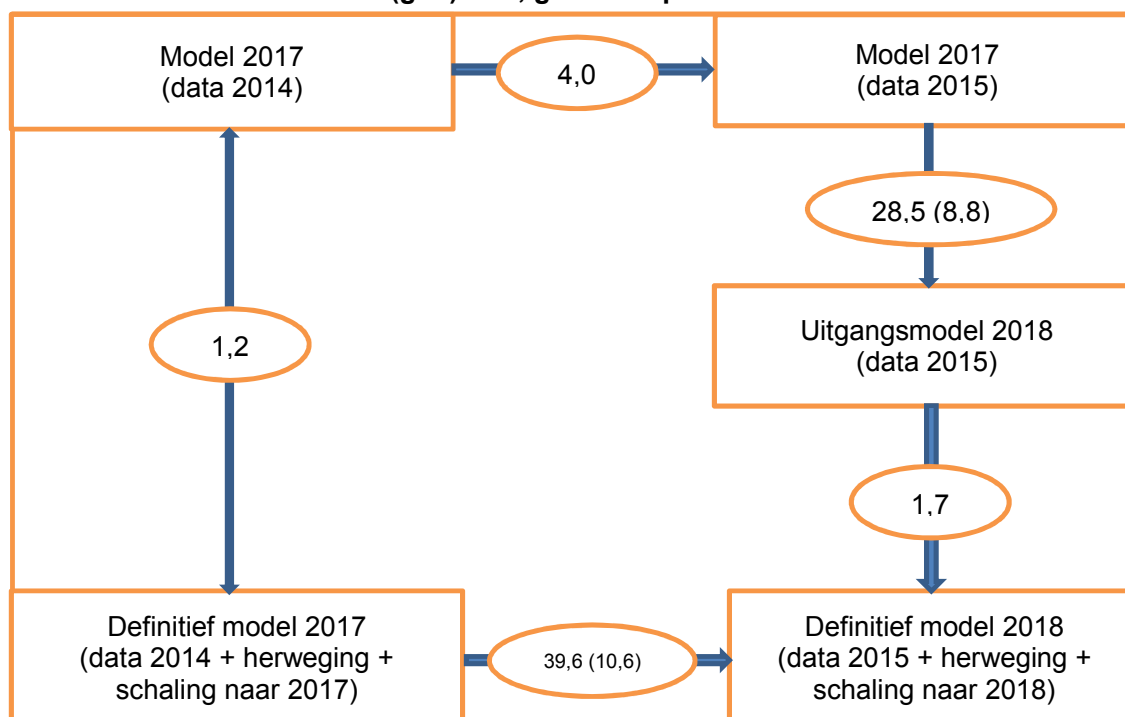 Model 2017
(data 2014)
4,0
Model 2017
(data 2015)
28,5 (8,8)
1,2
Uitgangsmodel 2018
(data 2015)
1,7
Definitief model 2017
(data 2014 + herweging +
schaling naar 2017)
39,6 (10,6)
Definitief model 2018
(data 2015 + herweging +
schaling naar 2018)